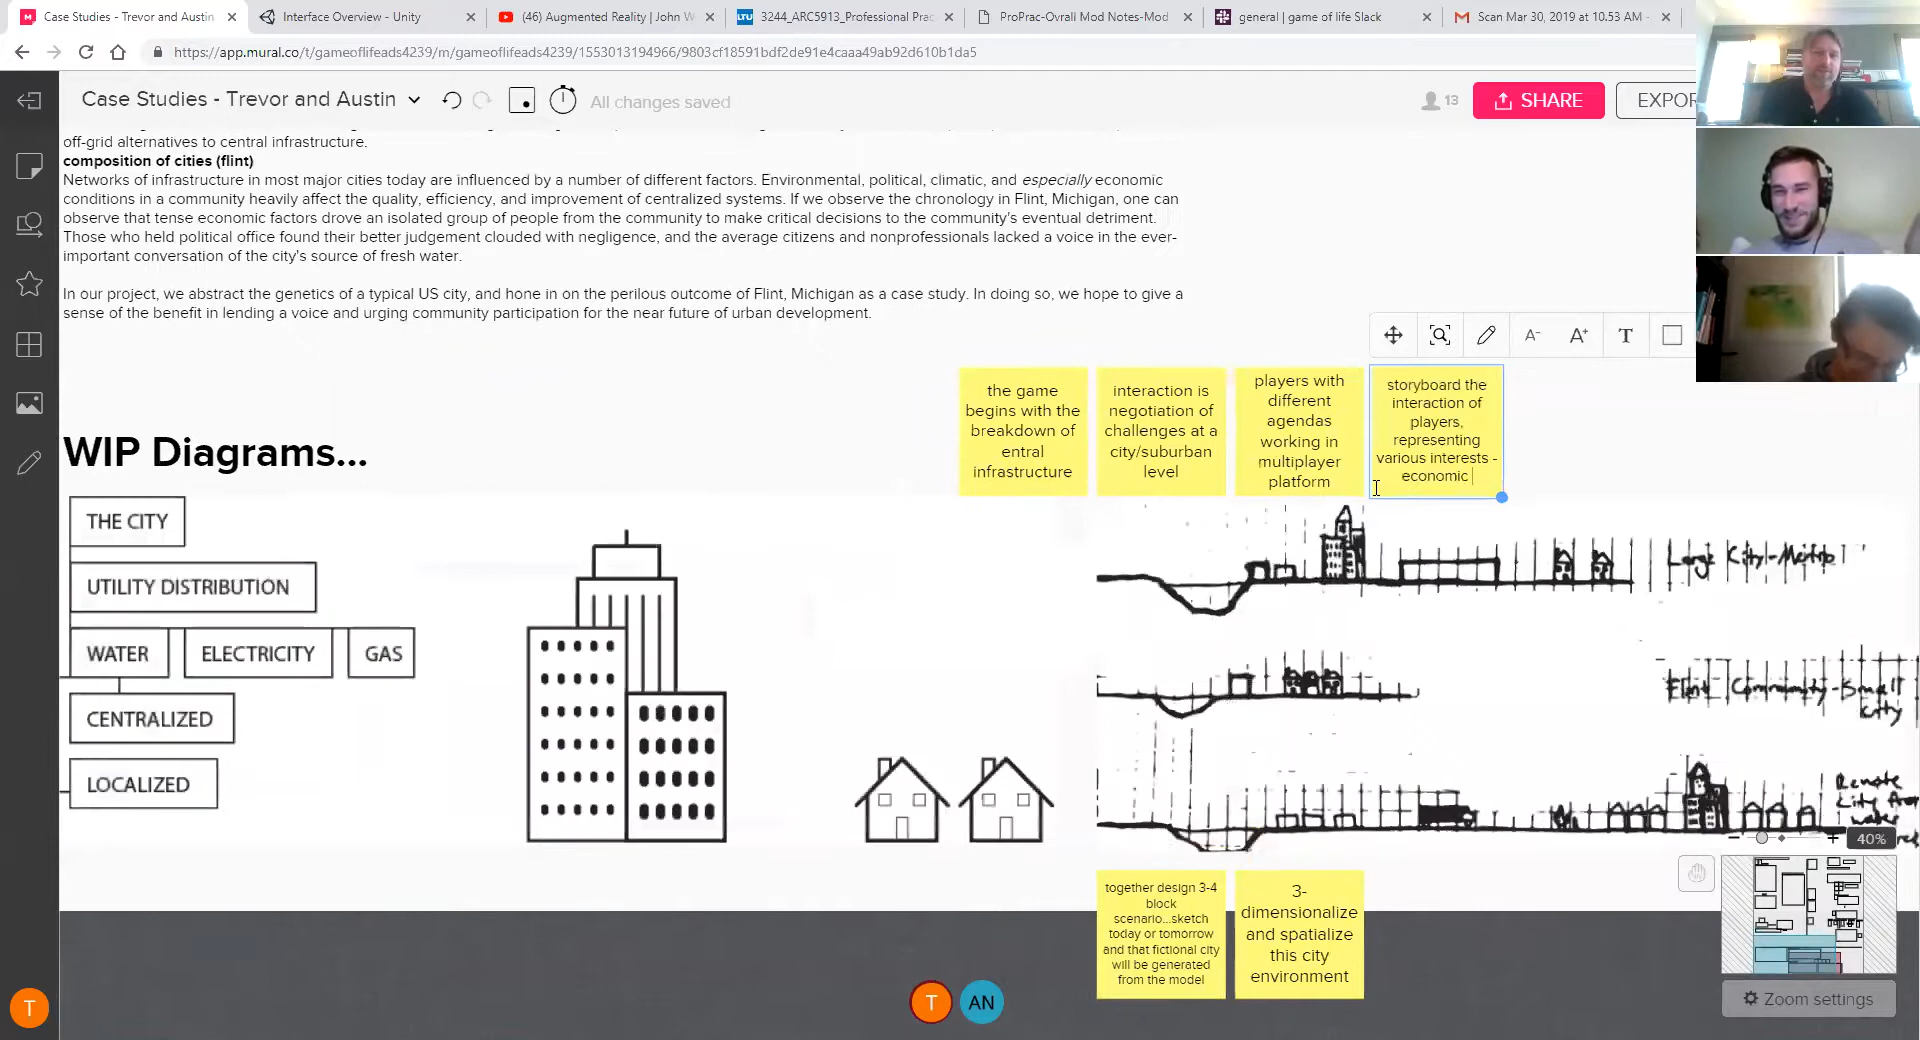 Case Studies - Trevor and Austin
Interface Overview - Unity
(46) Augmented Reality | John W
3244_ARC5913_Professional Prac
ProPrac-Ovrall Mod Notes-Mod
general | game of life Slack
Scan Mar 30, 2019 at 10.53 AM -
https://app.mural.co/t/gameoflifeads4239/m/gameoflifeads4239/1553013194966/9803cf18591bdf2de91e4caaa49ab92d610b1da5
Case Studies - Trevor and Austin
All changes saved
13
SHARE
EXPOR
off-grid alternatives to central infrastructure.
composition of cities (flint)
Networks of infrastructure in most major cities today are influenced by a number of different factors. Environmental, political, climatic, and especially economic
conditions in a community heavily affect the quality, efficiency, and improvement of centralized systems. If we observe the chronology in Flint, Michigan, one can
observe that tense economic factors drove an isolated group of people from the community to make critical decisions to the community's eventual detriment.
Those who held political office found their better judgement clouded with negligence, and the average citizens and nonprofessionals lacked a voice in the ever-
important conversation of the city's source of fresh water.
In our project, we abstract the genetics of a typical US city, and hone in on the perilous outcome of Flint, Michigan as a case study. In doing so, we hope to give a
sense of the benefit in lending a voice and urging community participation for the near future of urban development.
A-
A+
T
the game
begins with the
breakdown of
entral
infrastructure
interaction is
negotiation of
challenges at a
city/suburban
level
players with
different
agendas
working in
multiplayer
platform
storyboard the
interaction of
players,
representing
various interests -
economic
WIP Diagrams...
THE CITY
UTILITY DISTRIBUTION
WATER
ELECTRICITY
GAS
CENTRALIZED
LOCALIZED
Large City-Metrop
Flint Community-Small
City
Remote
City from
water
40%
together design 3-4
block
scenario...sketch
today or tomorrow
and that fictional city
will be generated
from the model
3-
dimensionalize
and spatialize
this city
environment
T
T
AN
Zoom settings